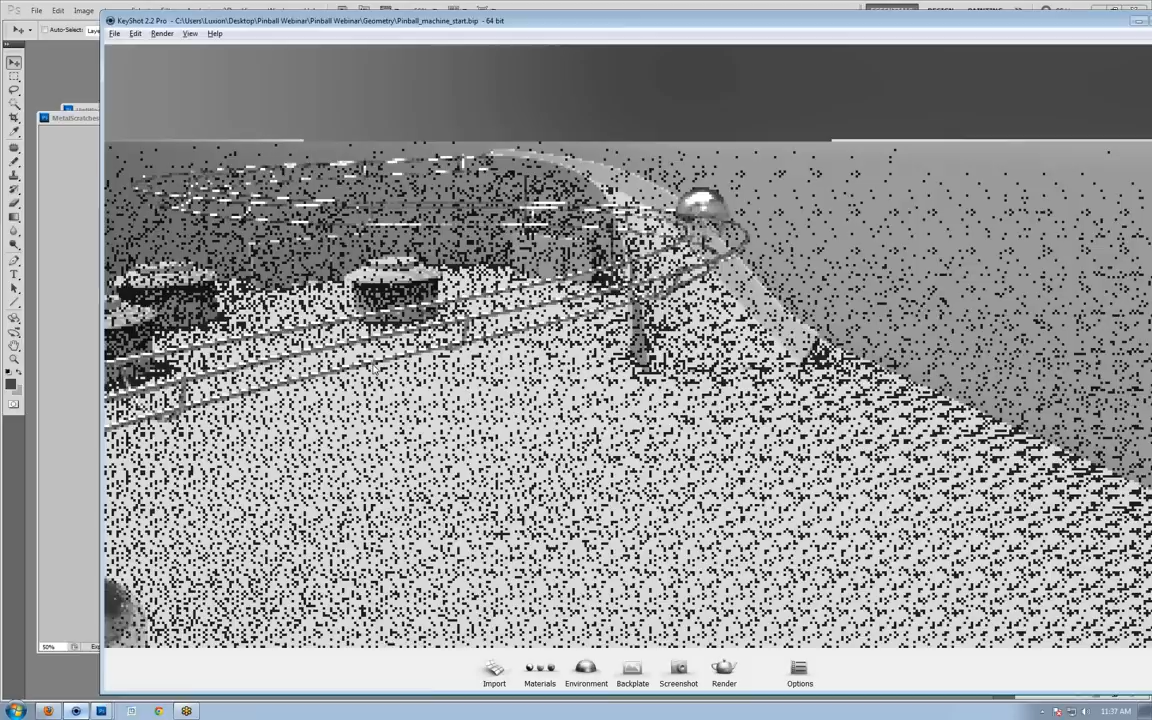 File Edit Image
KeyShot 2.2 Pro - C:\Users\Luxion\Desktop\Pinball Webinar\Pinball Webinar\Geometry\Pinball_machine_start.bip - 64 bit
Auto-Select:
File Edit Render View Help
MetalScratches
50%
Import Materials Environment Backplate Screenshot Render Options
11:37 AM